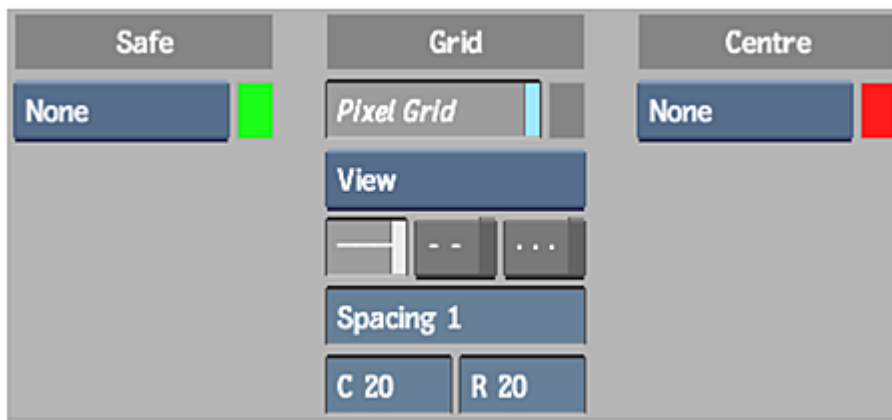 Safe Grid Centre
None Pixel Grid None
View
-- ...
Spacing 1
C 20 R 20